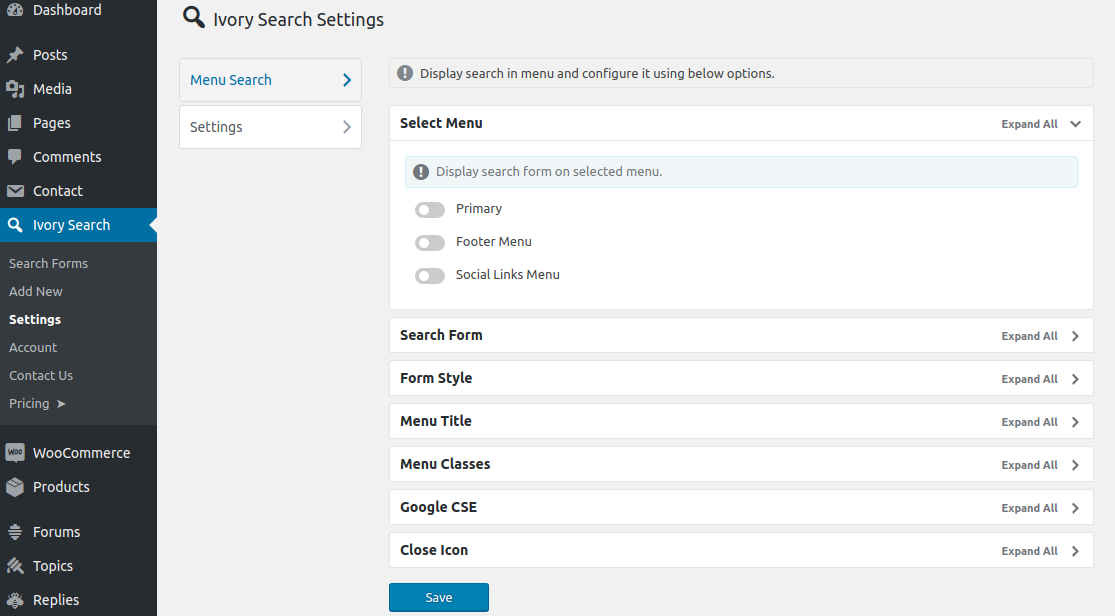 Dashboard
Posts
Media
Pages
Comments
Contact
Ivory Search
Search Forms
Add New
Settings
Account
Contact Us
Pricing ➤
WOO WooCommerce
Products
Forums
Topics
Replies
Ivory Search Settings
Menu Search
Settings
Display search in menu and configure it using below options.
Select Menu Expand All
Display search form on selected menu.
Primary
Footer Menu
Social Links Menu
Search Form Expand All
Form Style Expand All
Menu Title Expand All
Menu Classes Expand All
Google CSE Expand All
Close Icon Expand All
Save